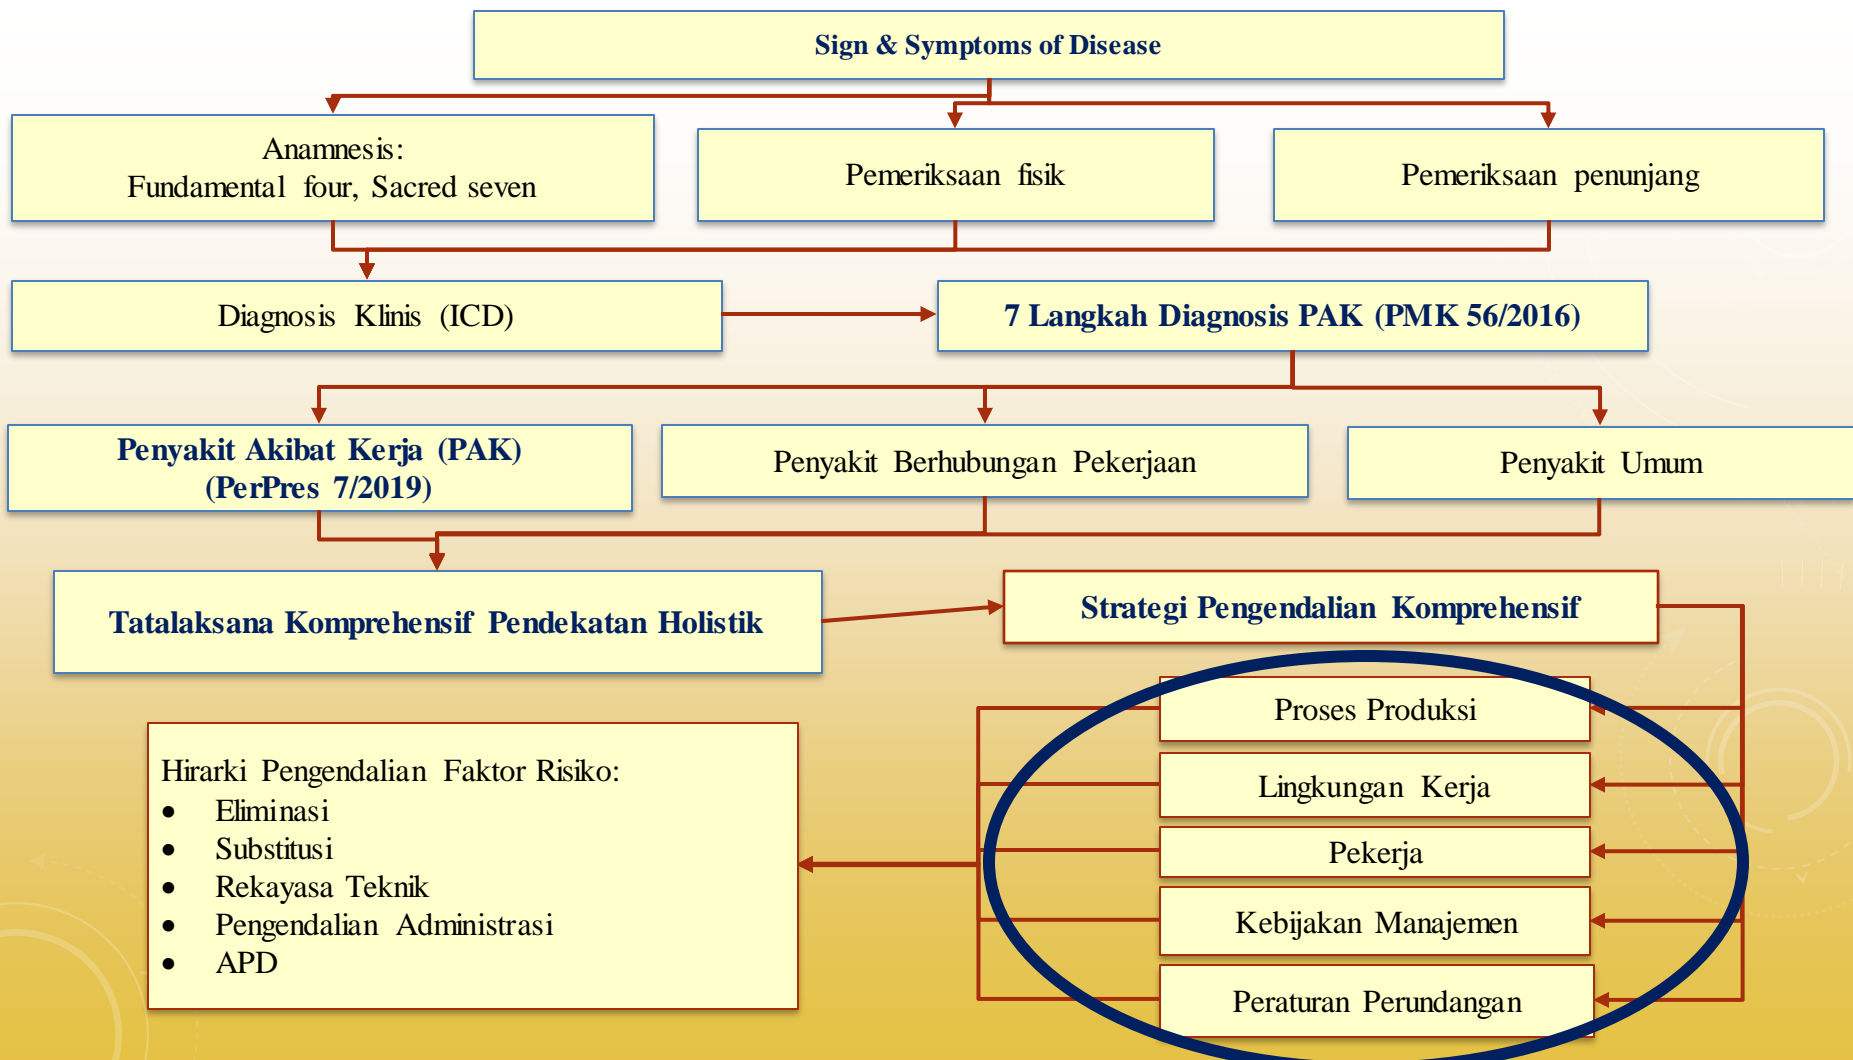 Sign & Symptoms of Disease
Anamnesis:
Fundamental four, Sacred seven
Pemeriksaan fisik
Pemeriksaan penunjang
Diagnosis Klinis (ICD)
7 Langkah Diagnosis PAK (PMK 56/2016)
Penyakit Akibat Kerja (PAK)
(PerPres 7/2019)
Penyakit Berhubungan Pekerjaan
Penyakit Umum
Tatalaksana Komprehensif Pendekatan Holistik
Strategi Pengendalian Komprehensif
Proses Produksi
Lingkungan Kerja
Pekerja
Kebijakan Manajemen
Peraturan Perundangan
Hirarki Pengendalian Faktor Risiko:
• Eliminasi
• Substitusi
• Rekayasa Teknik
• Pengendalian Administrasi
• APD